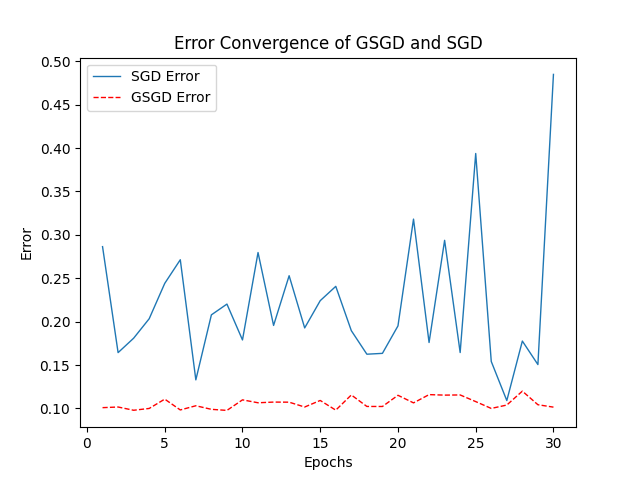 Error Convergence of GSGD and SGD
SGD Error
GSGD Error
Error
0.50
0.45
0.40
0.35
0.30
0.25
0.20
0.15
0.10
0 5 10 15 20 25 30
Epochs